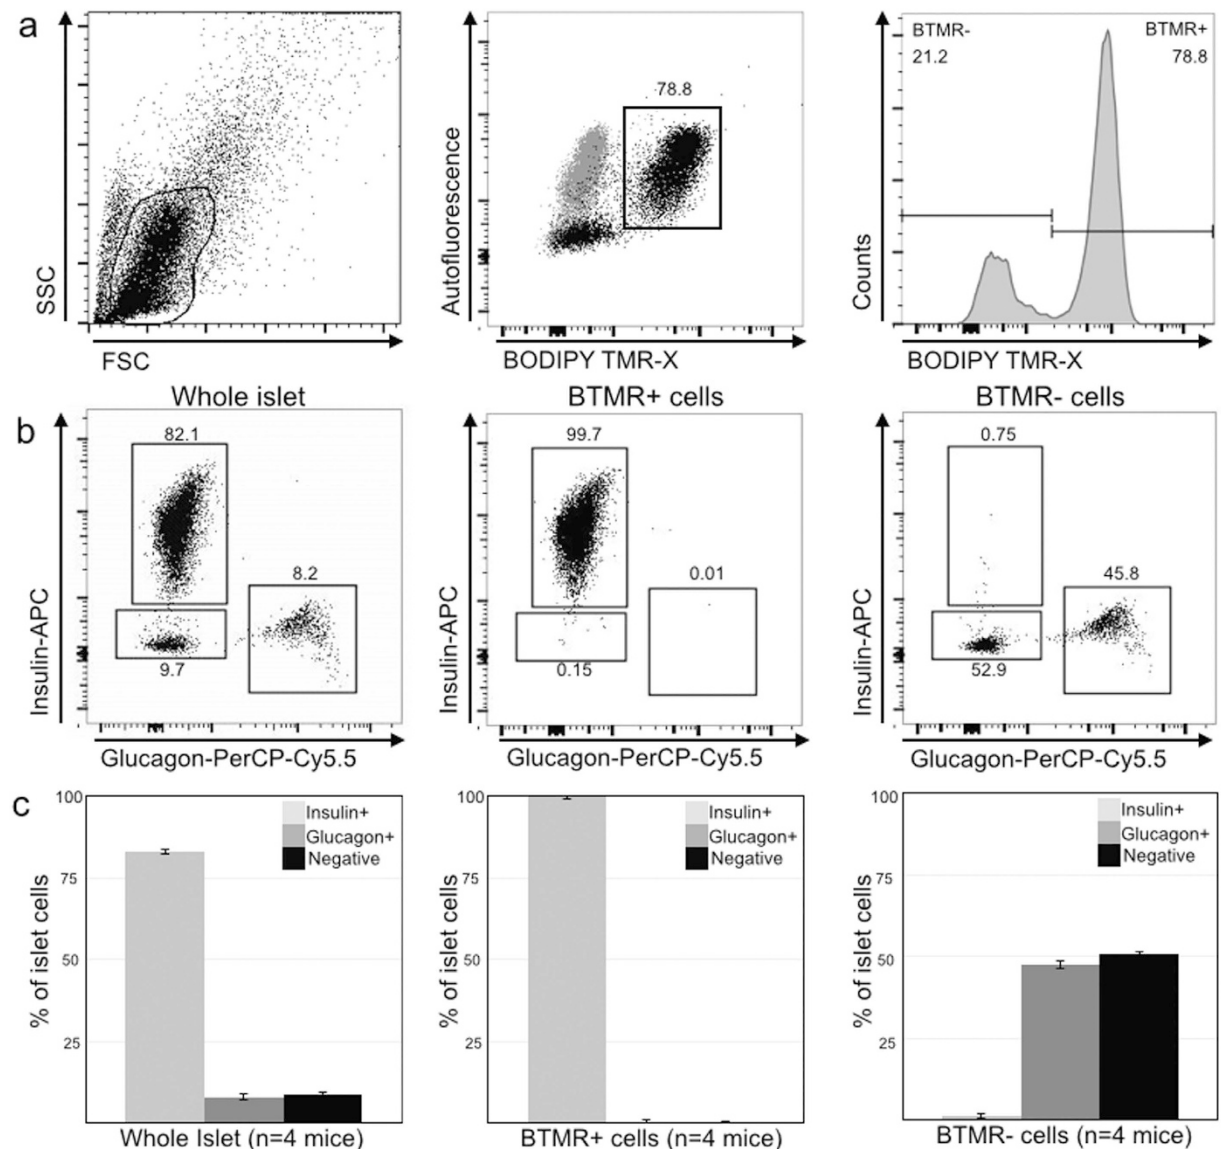 a
SSC
FSC
Autofluorescence
78.8
BODIPY TMR-X
BTMR-
21.2
BTMR+
78.8
Counts
BODIPY TMR-X
b
Whole islet
82.1
8.2
9.7
Insulin-APC
Glucagon-PerCP-Cy5.5
BTMR+ cells
99.7
0.01
0.15
Insulin-APC
Glucagon-PerCP-Cy5.5
BTMR- cells
0.75
45.8
52.9
Insulin-APC
Glucagon-PerCP-Cy5.5
c
100
75
50
25
% of islet cells
Insulin+
Glucagon+
Negative
Whole Islet (n=4 mice)
100
75
50
25
% of islet cells
Insulin+
Glucagon+
Negative
BTMR+ cells (n=4 mice)
100
75
50
25
% of islet cells
Insulin+
Glucagon+
Negative
BTMR- cells (n=4 mice)